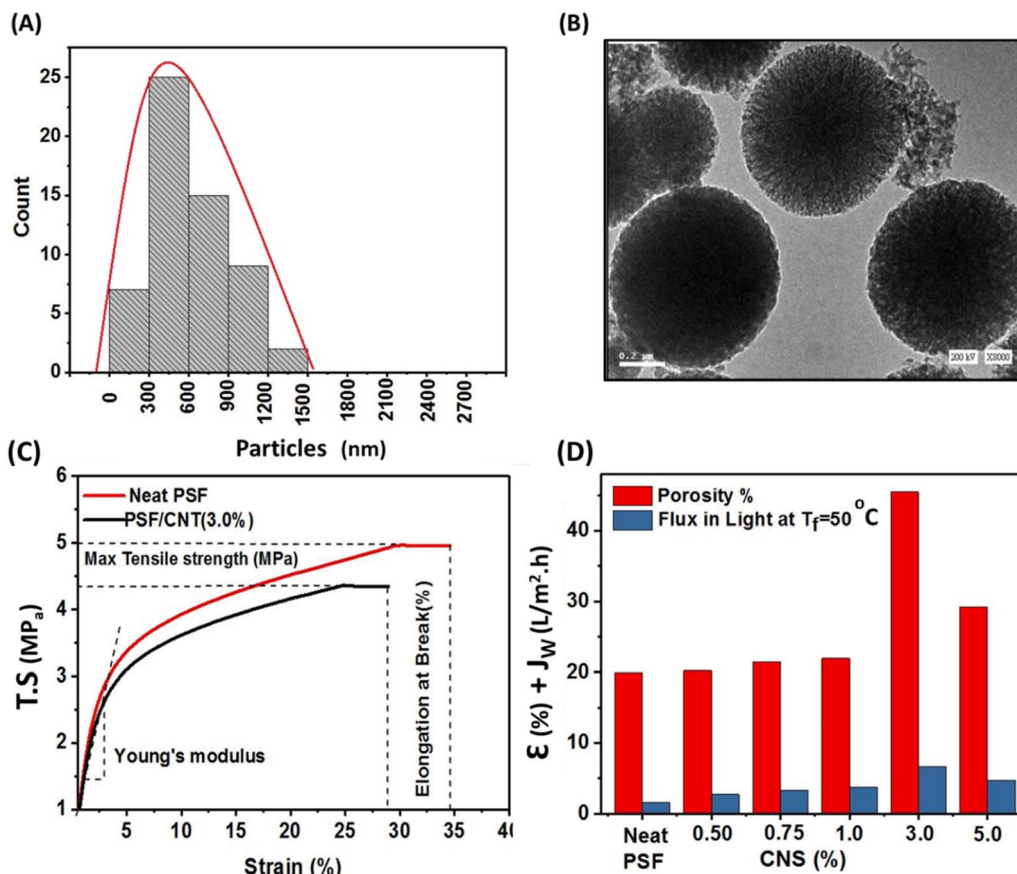 (A)
Count
25
20
15
10
5
0
0 300 600 900 1200 1500 1800 2100 2400 2700
Particles (nm)
(B)
0.2 µm
200 kV X8000
(C)
T.S (MPa)
6
5
4
3
2
1
Neat PSF
PSF/CNT(3.0%)
Max Tensile strength (MPa)
Elongation at Break(%)
Young's modulus
5 10 15 20 25 30 35 40
Strain (%)
(D)
Ɛ (%) + JW (L/m².h)
40
30
20
10
0
Porosity %
Flux in Light at Tf=50 °C
Neat PSF 0.50 0.75 1.0 3.0 5.0
CNS (%)